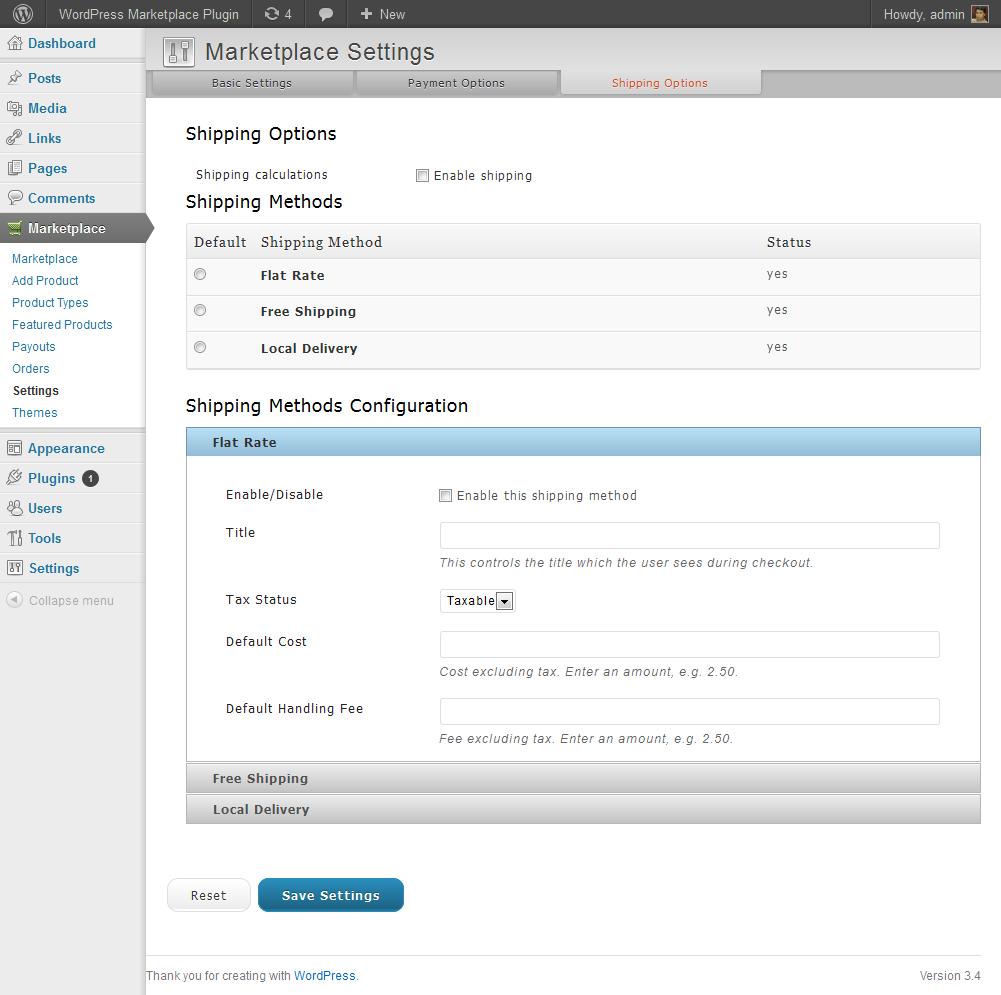 WordPress Marketplace Plugin 4 New Howdy, admin
Dashboard
Posts
Media
Links
Pages
Comments
Marketplace
Marketplace
Add Product
Product Types
Featured Products
Payouts
Orders
Settings
Themes
Appearance
Plugins 1
Users
Tools
Settings
Collapse menu
Marketplace Settings
Basic Settings Payment Options Shipping Options
Shipping Options
Shipping calculations Enable shipping
Shipping Methods
Default Shipping Method Status
Flat Rate yes
Free Shipping yes
Local Delivery yes
Shipping Methods Configuration
Flat Rate
Enable/Disable Enable this shipping method
Title
This controls the title which the user sees during checkout.
Tax Status Taxable
Default Cost
Cost excluding tax. Enter an amount, e.g. 2.50.
Default Handling Fee
Fee excluding tax. Enter an amount, e.g. 2.50.
Free Shipping
Local Delivery
Reset Save Settings
Thank you for creating with WordPress. Version 3.4